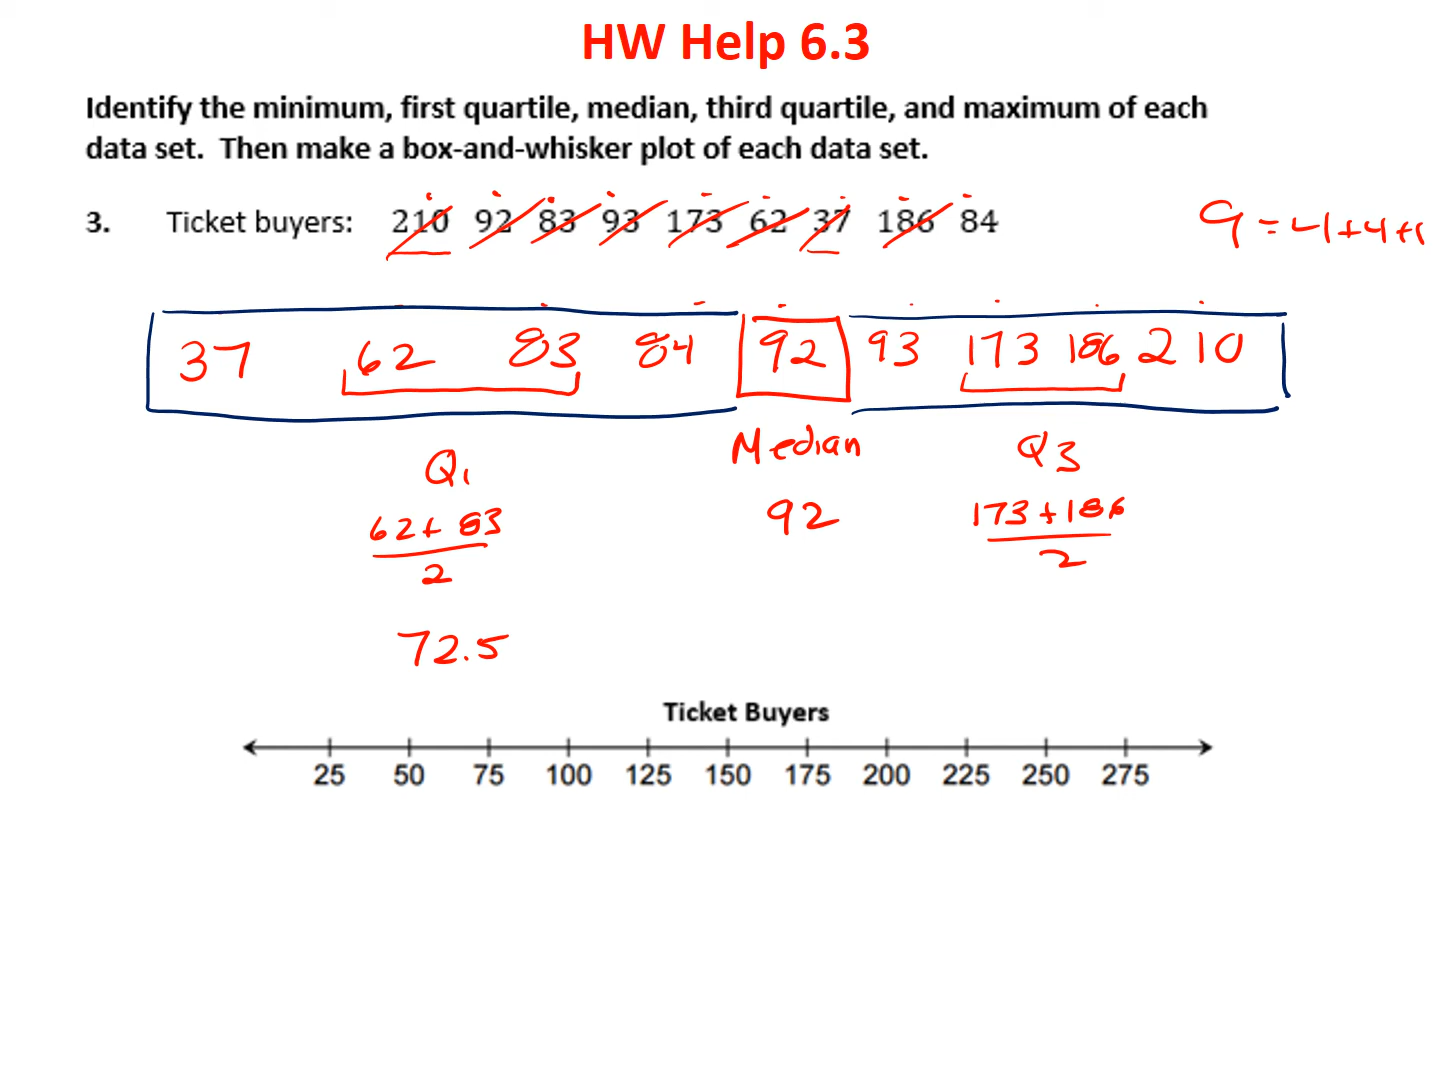 HW Help 6.3
Identify the minimum, first quartile, median, third quartile, and maximum of each
data set. Then make a box-and-whisker plot of each data set.
3. Ticket buyers: 210 92 83 93 173 62 37 186 84
9 = 4+4+1
37 62 83 84 92 93 173 186 210
Q1 Median Q3
62+83 92 173+186
2 2
72.5
Ticket Buyers
25 50 75 100 125 150 175 200 225 250 275